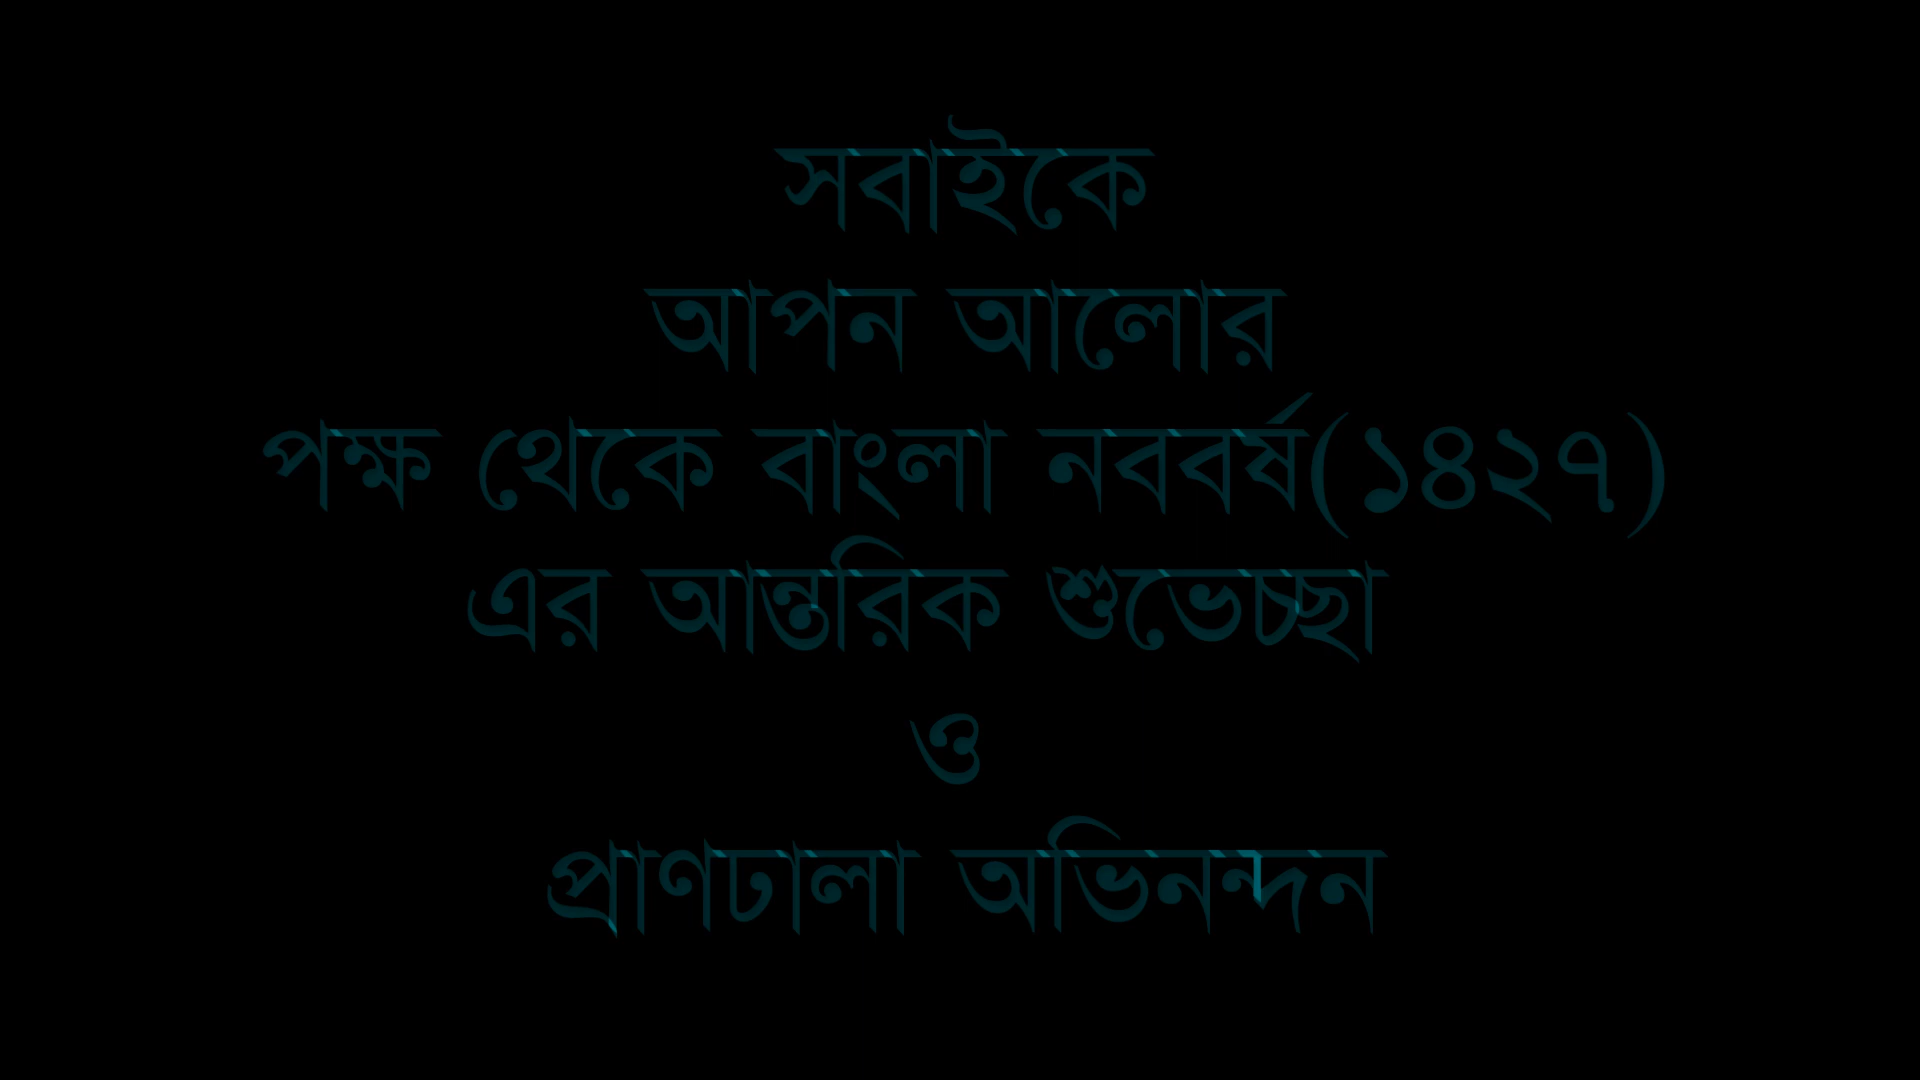 সবাইকে
আপন আলোর
পক্ষ থেকে বাংলা নববর্ষ(১৪২৭)
এর আন্তরিক শুভেচ্ছা
ও
প্রাণঢালা অভিনন্দন